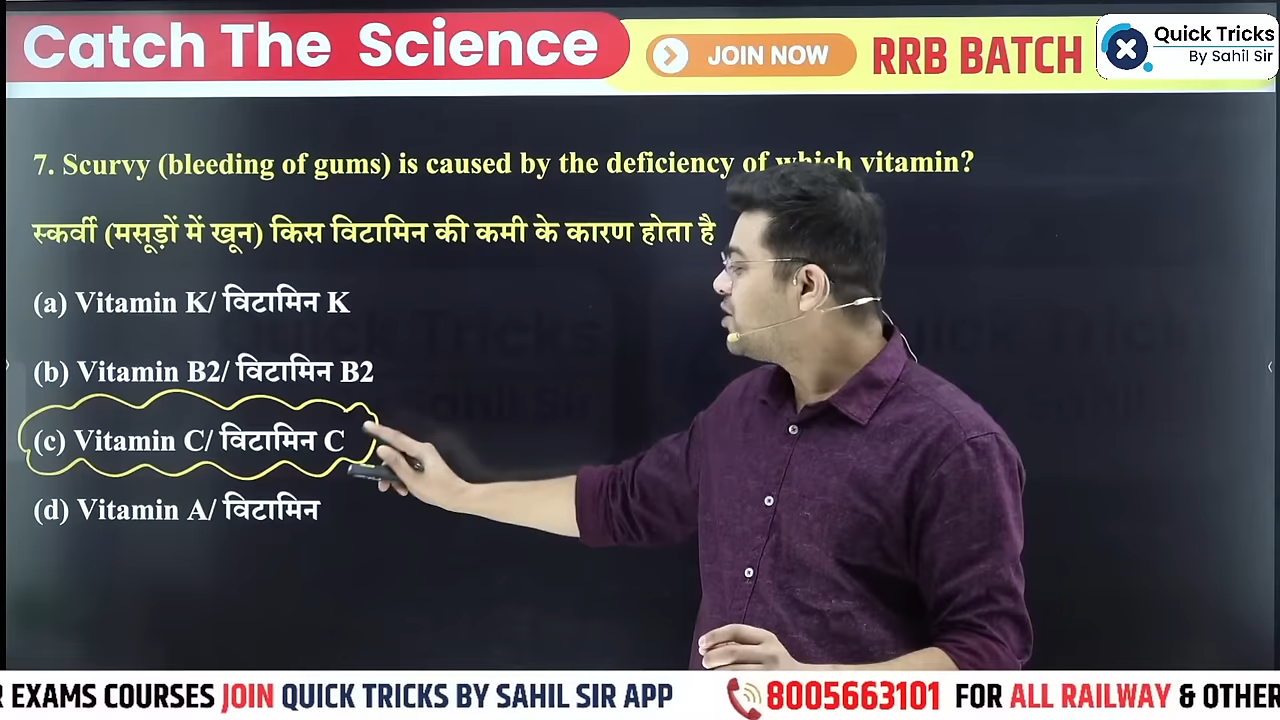 Catch The Science
JOIN NOW
RRB BATCH
Quick Tricks
By Sahil Sir
7. Scurvy (bleeding of gums) is caused by the deficiency of which vitamin?
स्कर्वी (मसूड़ों में खून) किस विटामिन की कमी के कारण होता है
(a) Vitamin K/ विटामिन K
(b) Vitamin B2/ विटामिन B2
(c) Vitamin C/ विटामिन C
(d) Vitamin A/ विटामिन
R EXAMS COURSES JOIN QUICK TRICKS BY SAHIL SIR APP 8005663101 FOR ALL RAILWAY & OTHER